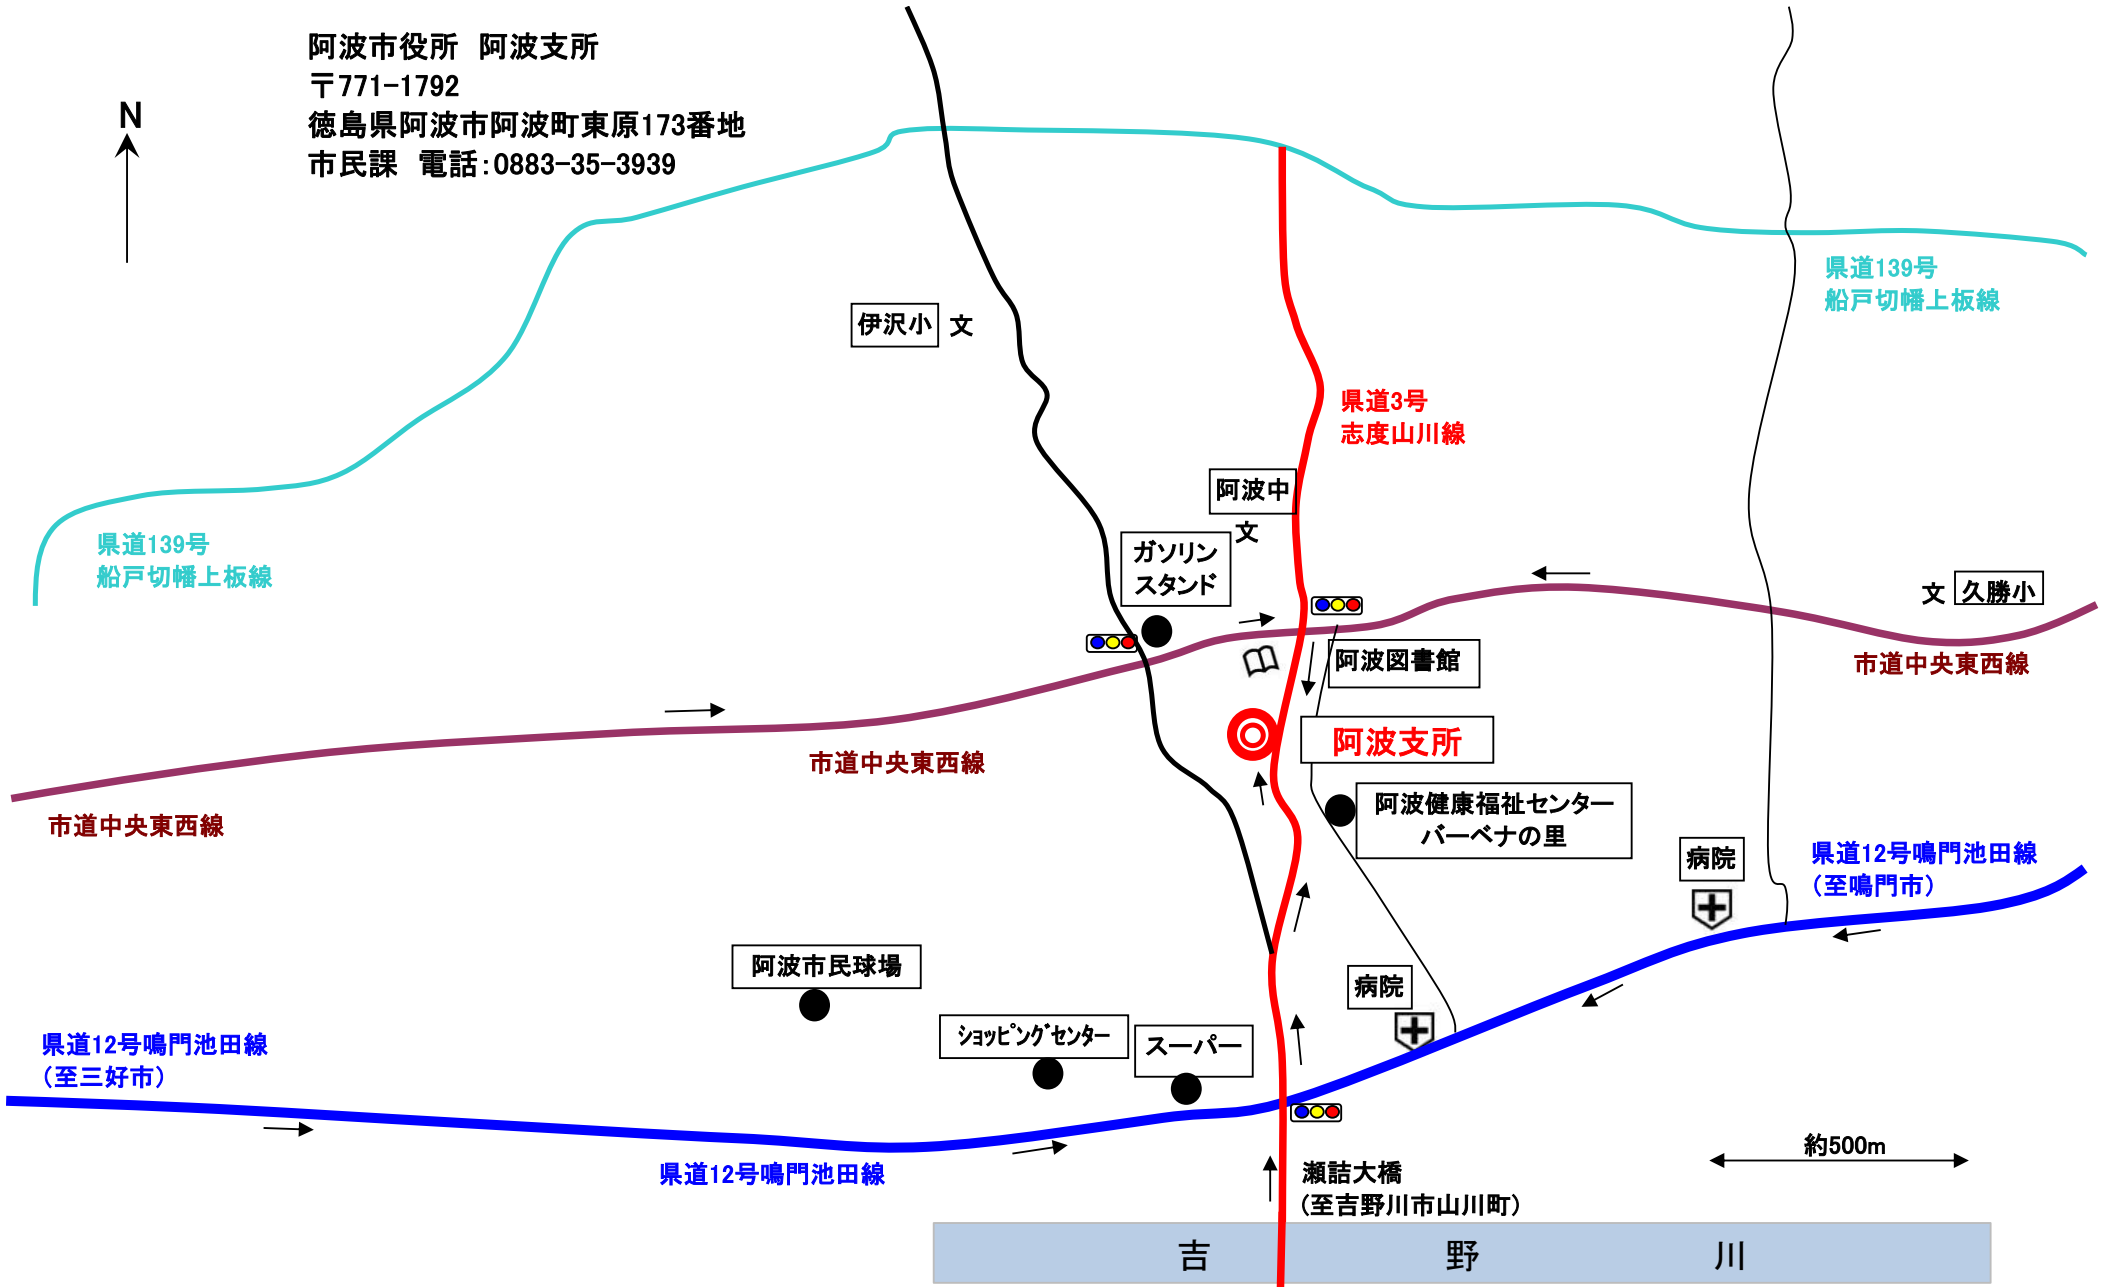 阿波市役所　阿波支所
〒771-1792
徳島県阿波市阿波町東原173番地
市民課　電話：0883-35-3939
N
県道139号
船戸切幡上板線
伊沢小
文
県道3号
志度山川線
阿波中
文
ガソリン
スタンド
県道139号
船戸切幡上板線
文
久勝小
市道中央東西線
阿波図書館
阿波支所
市道中央東西線
市道中央東西線
阿波健康福祉センター
バーベナの里
病院
県道12号鳴門池田線
（至鳴門市）
阿波市民球場
病院
ｼｮｯﾋﾟﾝｸﾞｾﾝﾀｰ
スーパー
県道12号鳴門池田線
（至三好市）
県道12号鳴門池田線
約500m
瀬詰大橋
（至吉野川市山川町）
吉　野　川